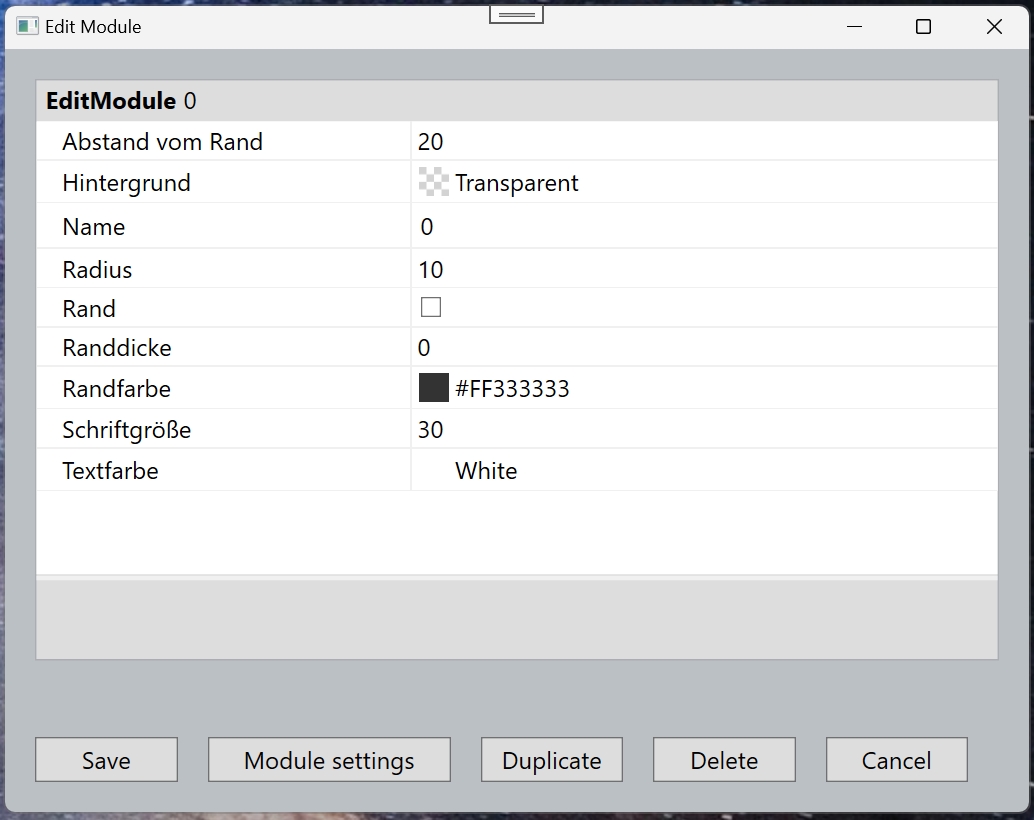 Edit Module
EditModule 0
Abstand vom Rand 20
Hintergrund Transparent
Name 0
Radius 10
Rand
Randdicke 0
Randfarbe #FF333333
Schriftgröße 30
Textfarbe White
Save Module settings Duplicate Delete Cancel